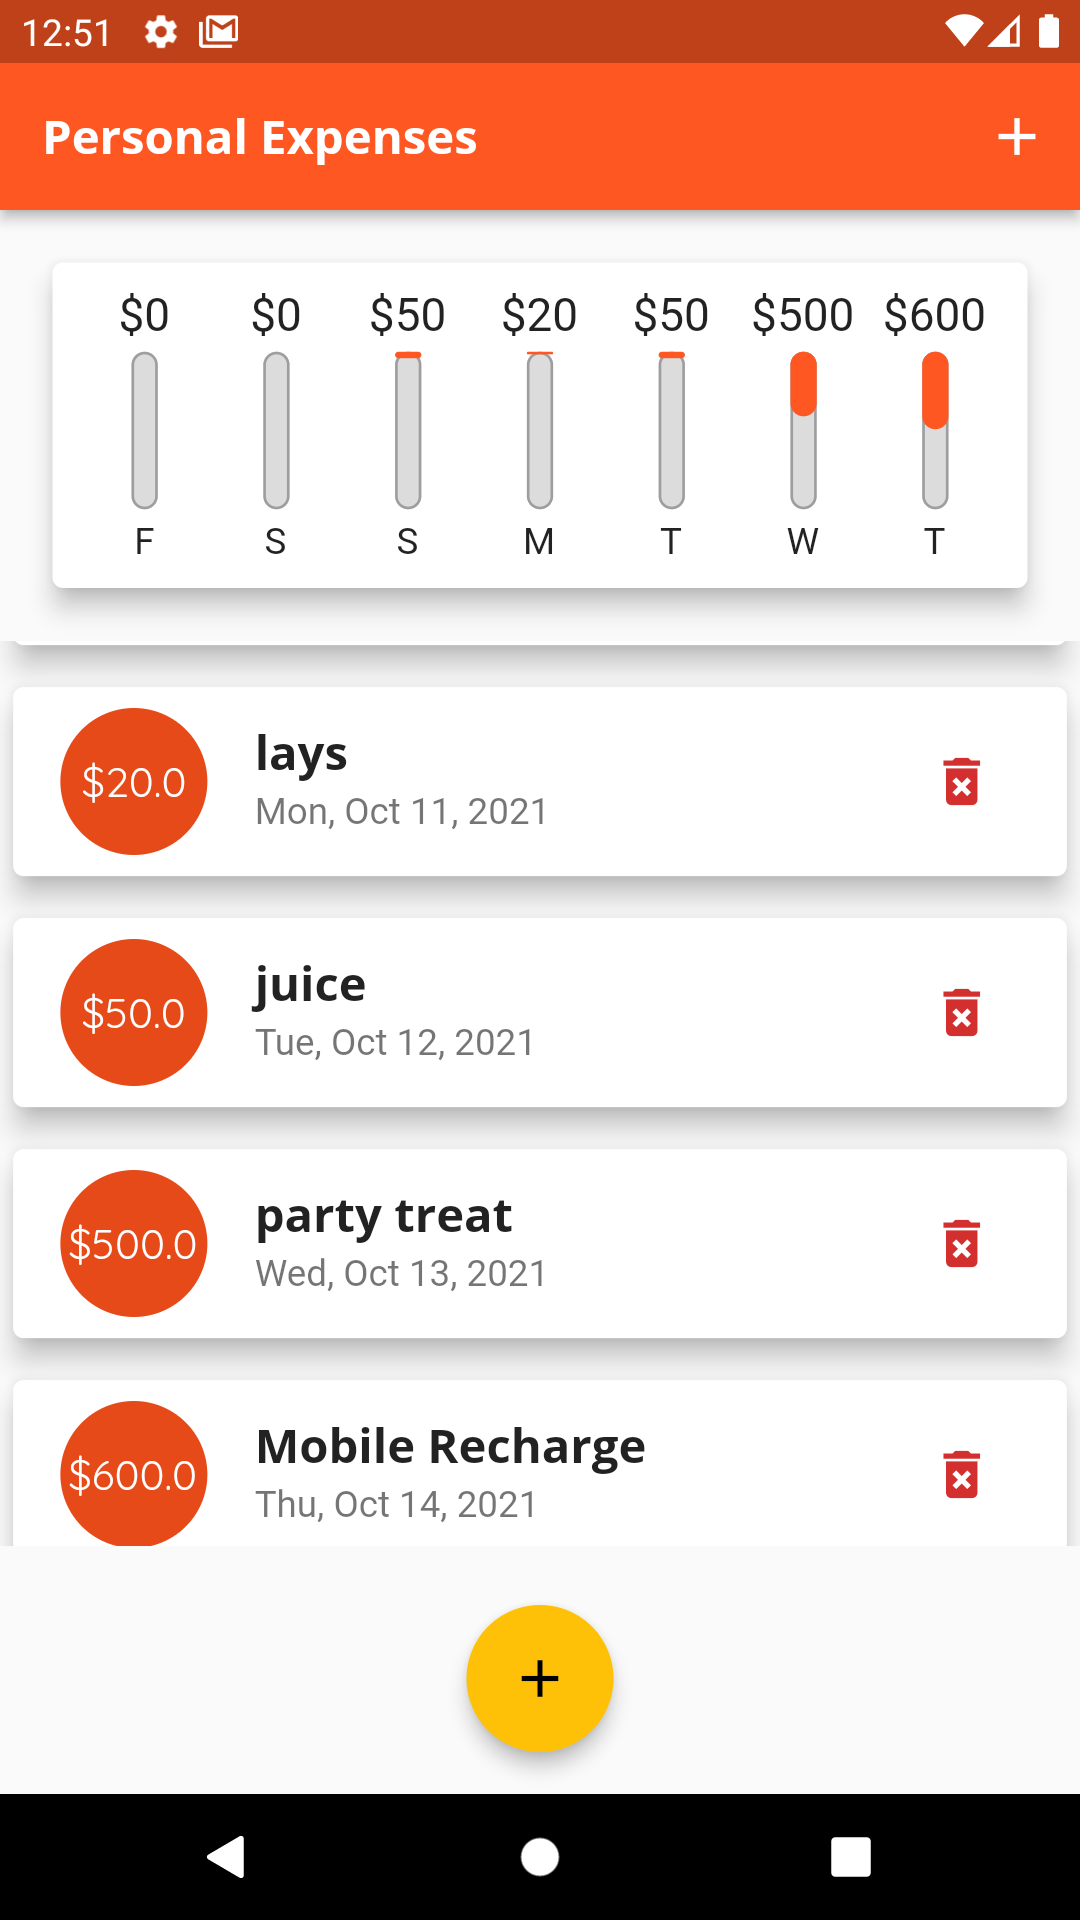 12:51
Personal Expenses
$0 $0 $50 $20 $50 $500 $600
F S S M T W T
$20.0
lays
Mon, Oct 11, 2021
$50.0
juice
Tue, Oct 12, 2021
$500.0
party treat
Wed, Oct 13, 2021
$600.0
Mobile Recharge
Thu, Oct 14, 2021